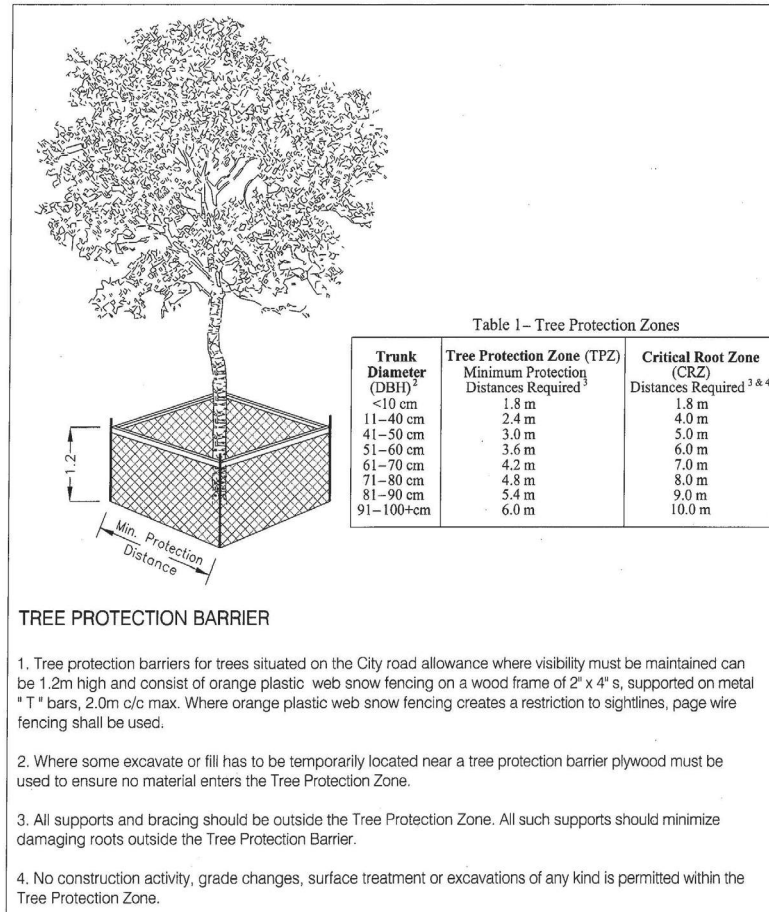 Table 1– Tree Protection Zones
Trunk Diameter (DBH)² Tree Protection Zone (TPZ) Minimum Protection Distances Required ³ Critical Root Zone (CRZ) Distances Required ³ & ⁴
<10 cm 1.8 m 1.8 m
11–40 cm 2.4 m 4.0 m
41–50 cm 3.0 m 5.0 m
51–60 cm 3.6 m 6.0 m
61–70 cm 4.2 m 7.0 m
71–80 cm 4.8 m 8.0 m
81–90 cm 5.4 m 9.0 m
91–100+cm 6.0 m 10.0 m
1.2
Min. Protection
Distance
TREE PROTECTION BARRIER
1. Tree protection barriers for trees situated on the City road allowance where visibility must be maintained can
be 1.2m high and consist of orange plastic web snow fencing on a wood frame of 2" x 4" s, supported on metal
" T " bars, 2.0m c/c max. Where orange plastic web snow fencing creates a restriction to sightlines, page wire
fencing shall be used.
2. Where some excavate or fill has to be temporarily located near a tree protection barrier plywood must be
used to ensure no material enters the Tree Protection Zone.
3. All supports and bracing should be outside the Tree Protection Zone. All such supports should minimize
damaging roots outside the Tree Protection Barrier.
4. No construction activity, grade changes, surface treatment or excavations of any kind is permitted within the
Tree Protection Zone.